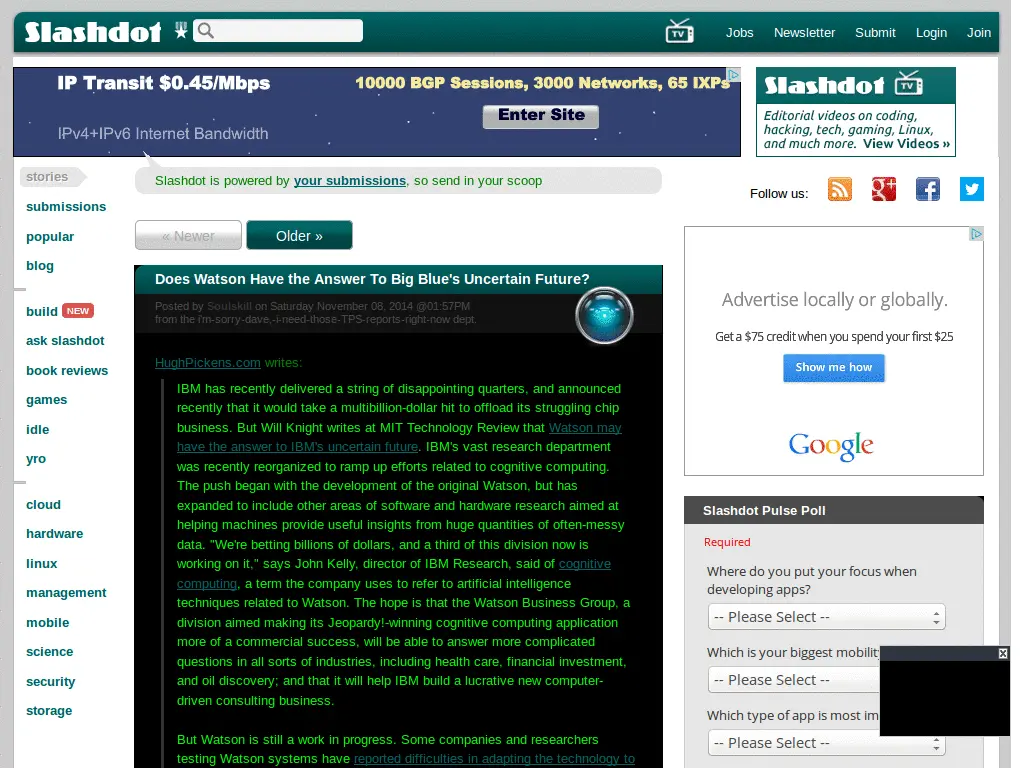 Slashdot
TV
Jobs
Newsletter
Submit
Login
Join
IP Transit $0.45/Mbps
10000 BGP Sessions, 3000 Networks, 65 IXPs
Enter Site
IPv4+IPv6 Internet Bandwidth
Slashdot TV
Editorial videos on coding,
hacking, tech, gaming, Linux,
and much more. View Videos »
stories
submissions
popular
blog
build NEW
ask slashdot
book reviews
games
idle
yro
cloud
hardware
linux
management
mobile
science
security
storage
Slashdot is powered by your submissions, so send in your scoop
Follow us:
« Newer
Older »
Does Watson Have the Answer To Big Blue's Uncertain Future?
Posted by Soulskill on Saturday November 08, 2014 @01:57PM
from the i'm-sorry-dave,-i-need-those-TPS-reports-right-now dept.
HughPickens.com writes:
IBM has recently delivered a string of disappointing quarters, and announced
recently that it would take a multibillion-dollar hit to offload its struggling chip
business. But Will Knight writes at MIT Technology Review that Watson may
have the answer to IBM's uncertain future. IBM's vast research department
was recently reorganized to ramp up efforts related to cognitive computing.
The push began with the development of the original Watson, but has
expanded to include other areas of software and hardware research aimed at
helping machines provide useful insights from huge quantities of often-messy
data. "We're betting billions of dollars, and a third of this division now is
working on it," says John Kelly, director of IBM Research, said of cognitive
computing, a term the company uses to refer to artificial intelligence
techniques related to Watson. The hope is that the Watson Business Group, a
division aimed making its Jeopardy!-winning cognitive computing application
more of a commercial success, will be able to answer more complicated
questions in all sorts of industries, including health care, financial investment,
and oil discovery; and that it will help IBM build a lucrative new computer-
driven consulting business.
But Watson is still a work in progress. Some companies and researchers
testing Watson systems have reported difficulties in adapting the technology to
Advertise locally or globally.
Get a $75 credit when you spend your first $25
Show me how
Google
Slashdot Pulse Poll
Required
Where do you put your focus when
developing apps?
-- Please Select --
Which is your biggest mobility
-- Please Select --
Which type of app is most im
-- Please Select --